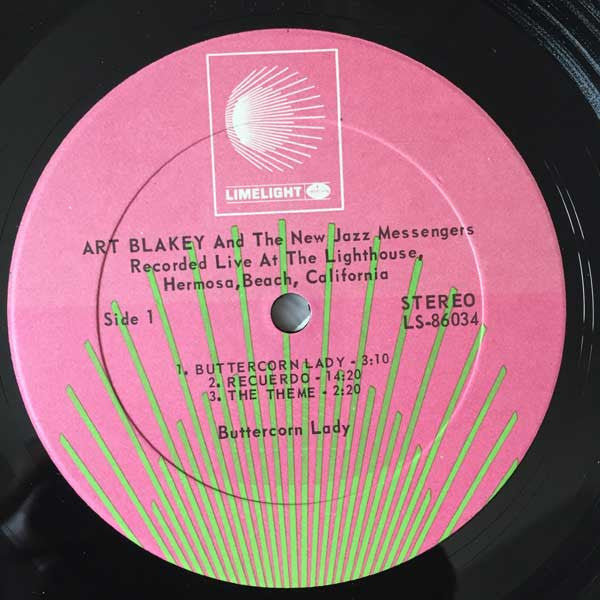 LIMELIGHT
ART BLAKEY And The New Jazz Messengers
Recorded Live At The Lighthouse,
Hermosa,Beach, California
Side 1
STEREO
LS-86034
1. BUTTERCORN LADY - 3:10
2. RECUERDO - 14:20
3. THE THEME - 2:20
Buttercorn Lady